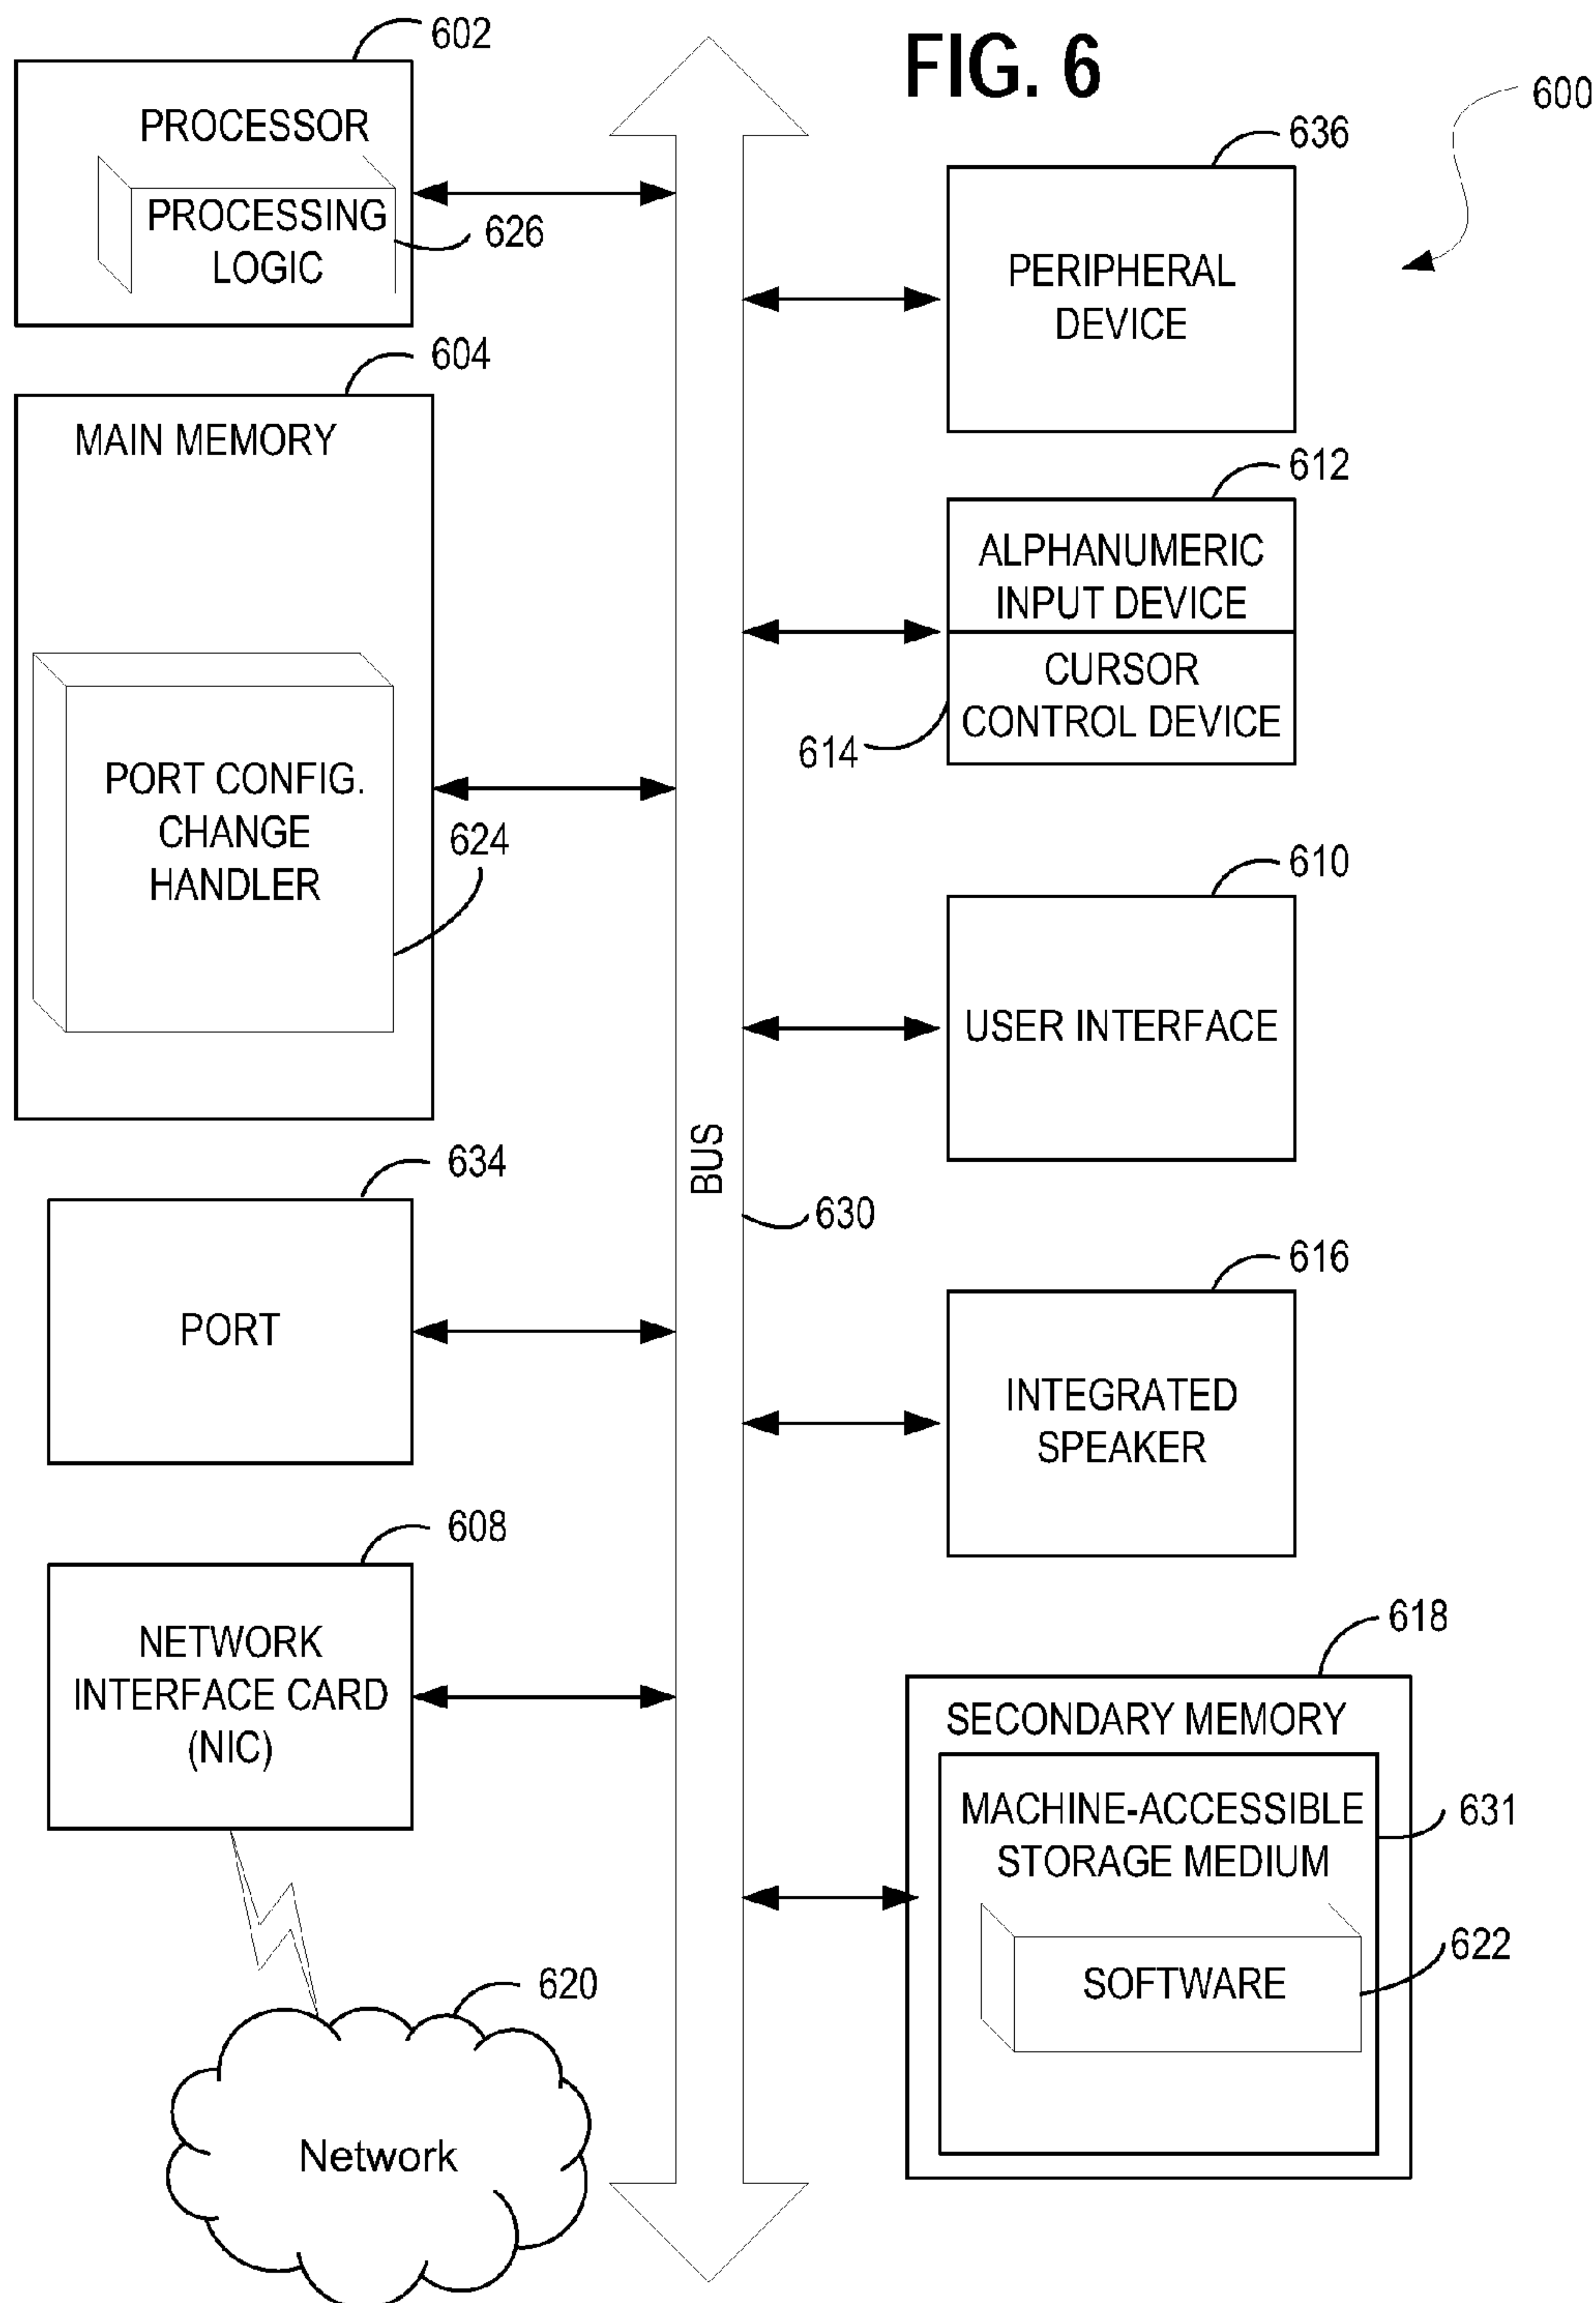 FIG. 6
600
602
PROCESSOR
PROCESSING
LOGIC
626
604
MAIN MEMORY
PORT CONFIG.
CHANGE
HANDLER
624
634
PORT
608
NETWORK
INTERFACE CARD
(NIC)
620
Network
BUS
630
636
PERIPHERAL
DEVICE
612
ALPHANUMERIC
INPUT DEVICE
CURSOR
CONTROL DEVICE
614
610
USER INTERFACE
616
INTEGRATED
SPEAKER
618
SECONDARY MEMORY
MACHINE-ACCESSIBLE
STORAGE MEDIUM
631
SOFTWARE
622